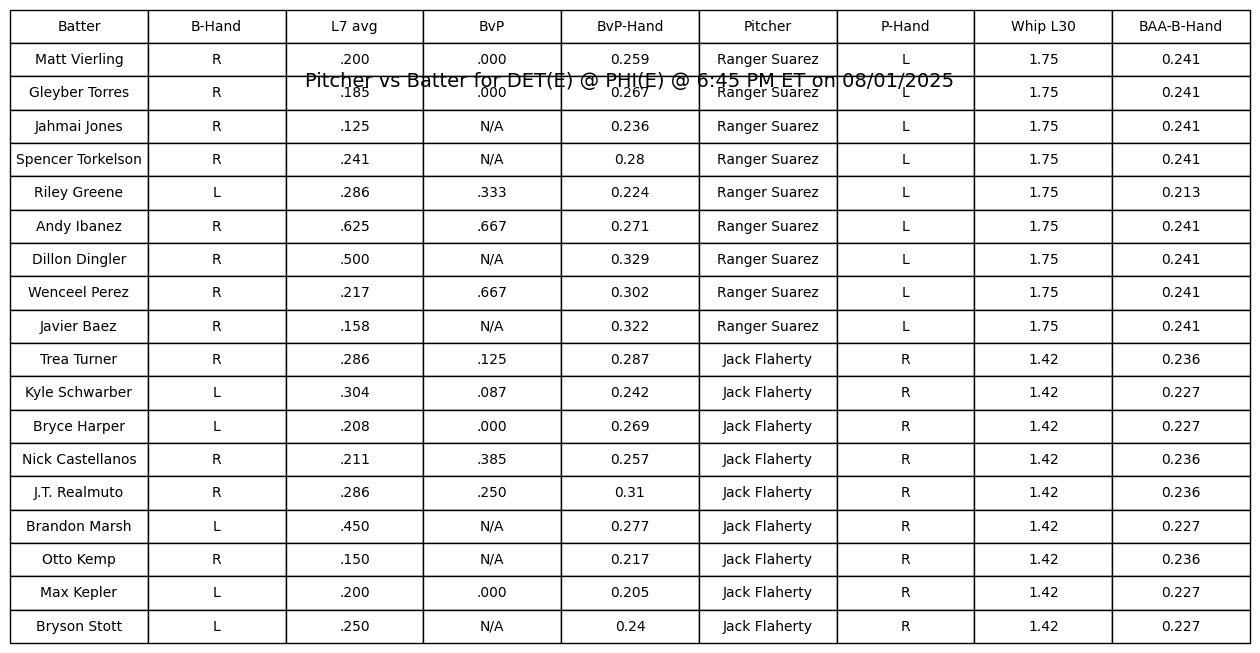 Batter B-Hand L7 avg BvP BvP-Hand Pitcher P-Hand Whip L30 BAA-B-Hand
Matt Vierling R .200 .000 0.259 Ranger Suarez L 1.75 0.241
Pitcher vs Batter for DET(E) @ PHI(E) @ 6:45 PM ET on 08/01/2025
Gleyber Torres R .185 .000 0.267 Ranger Suarez L 1.75 0.241
Jahmai Jones R .125 N/A 0.236 Ranger Suarez L 1.75 0.241
Spencer Torkelson R .241 N/A 0.28 Ranger Suarez L 1.75 0.241
Riley Greene L .286 .333 0.224 Ranger Suarez L 1.75 0.213
Andy Ibanez R .625 .667 0.271 Ranger Suarez L 1.75 0.241
Dillon Dingler R .500 N/A 0.329 Ranger Suarez L 1.75 0.241
Wenceel Perez R .217 .667 0.302 Ranger Suarez L 1.75 0.241
Javier Baez R .158 N/A 0.322 Ranger Suarez L 1.75 0.241
Trea Turner R .286 .125 0.287 Jack Flaherty R 1.42 0.236
Kyle Schwarber L .304 .087 0.242 Jack Flaherty R 1.42 0.227
Bryce Harper L .208 .000 0.269 Jack Flaherty R 1.42 0.227
Nick Castellanos R .211 .385 0.257 Jack Flaherty R 1.42 0.236
J.T. Realmuto R .286 .250 0.31 Jack Flaherty R 1.42 0.236
Brandon Marsh L .450 N/A 0.277 Jack Flaherty R 1.42 0.227
Otto Kemp R .150 N/A 0.217 Jack Flaherty R 1.42 0.236
Max Kepler L .200 .000 0.205 Jack Flaherty R 1.42 0.227
Bryson Stott L .250 N/A 0.24 Jack Flaherty R 1.42 0.227